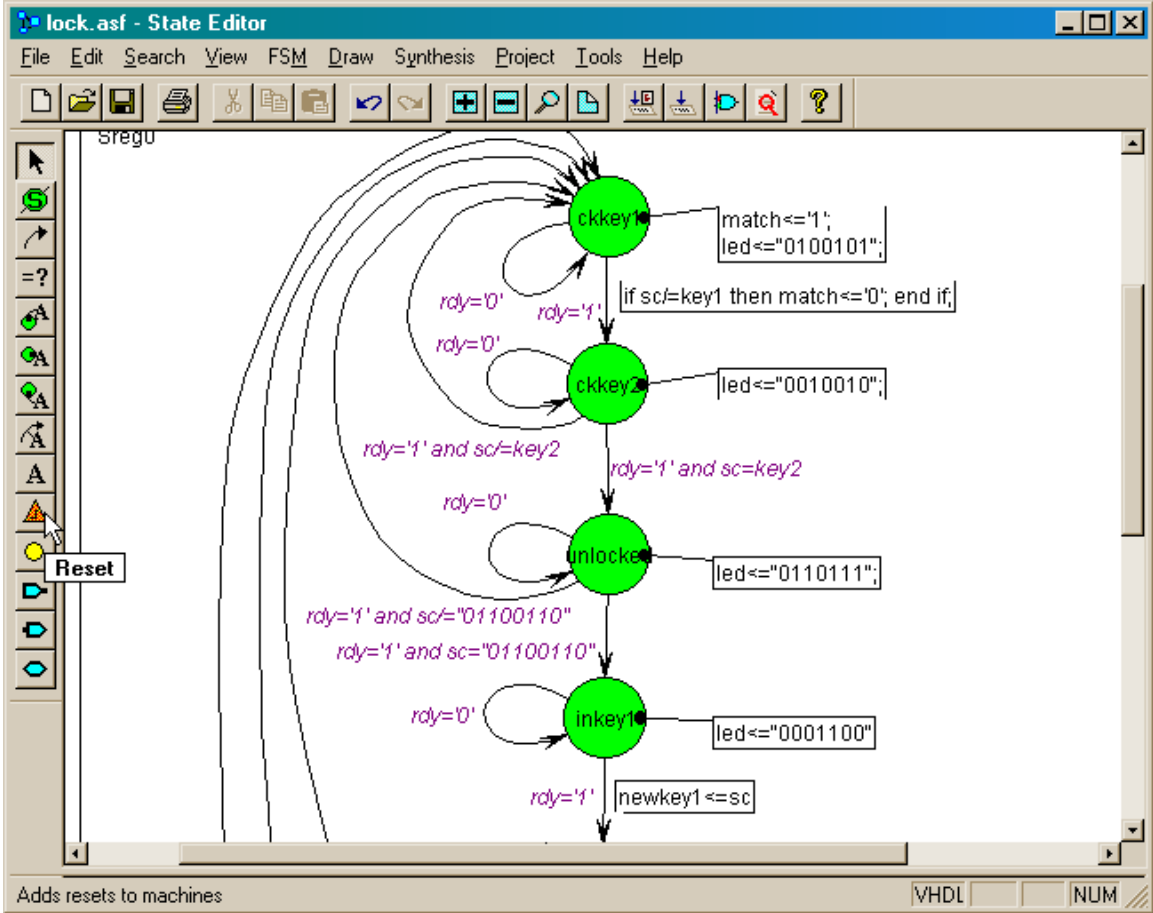 lock.asf - State Editor
File Edit Search View FSM Draw Synthesis Project Tools Help
Sreg0
ckkey1
match<='1';
led<="0100101";
rdy='0'
rdy='1'
if sc/=key1 then match<='0'; end if;
rdy='0'
ckkey2
led<="0010010";
rdy='1' and sc/=key2
rdy='1' and sc=key2
rdy='0'
unlocked
led<="0110111";
Reset
rdy='1' and sc/="01100110"
rdy='1' and sc="01100110"
rdy='0'
inkey1
led<="0001100"
rdy='1'
newkey1<=sc
Adds resets to machines
VHDL
NUM